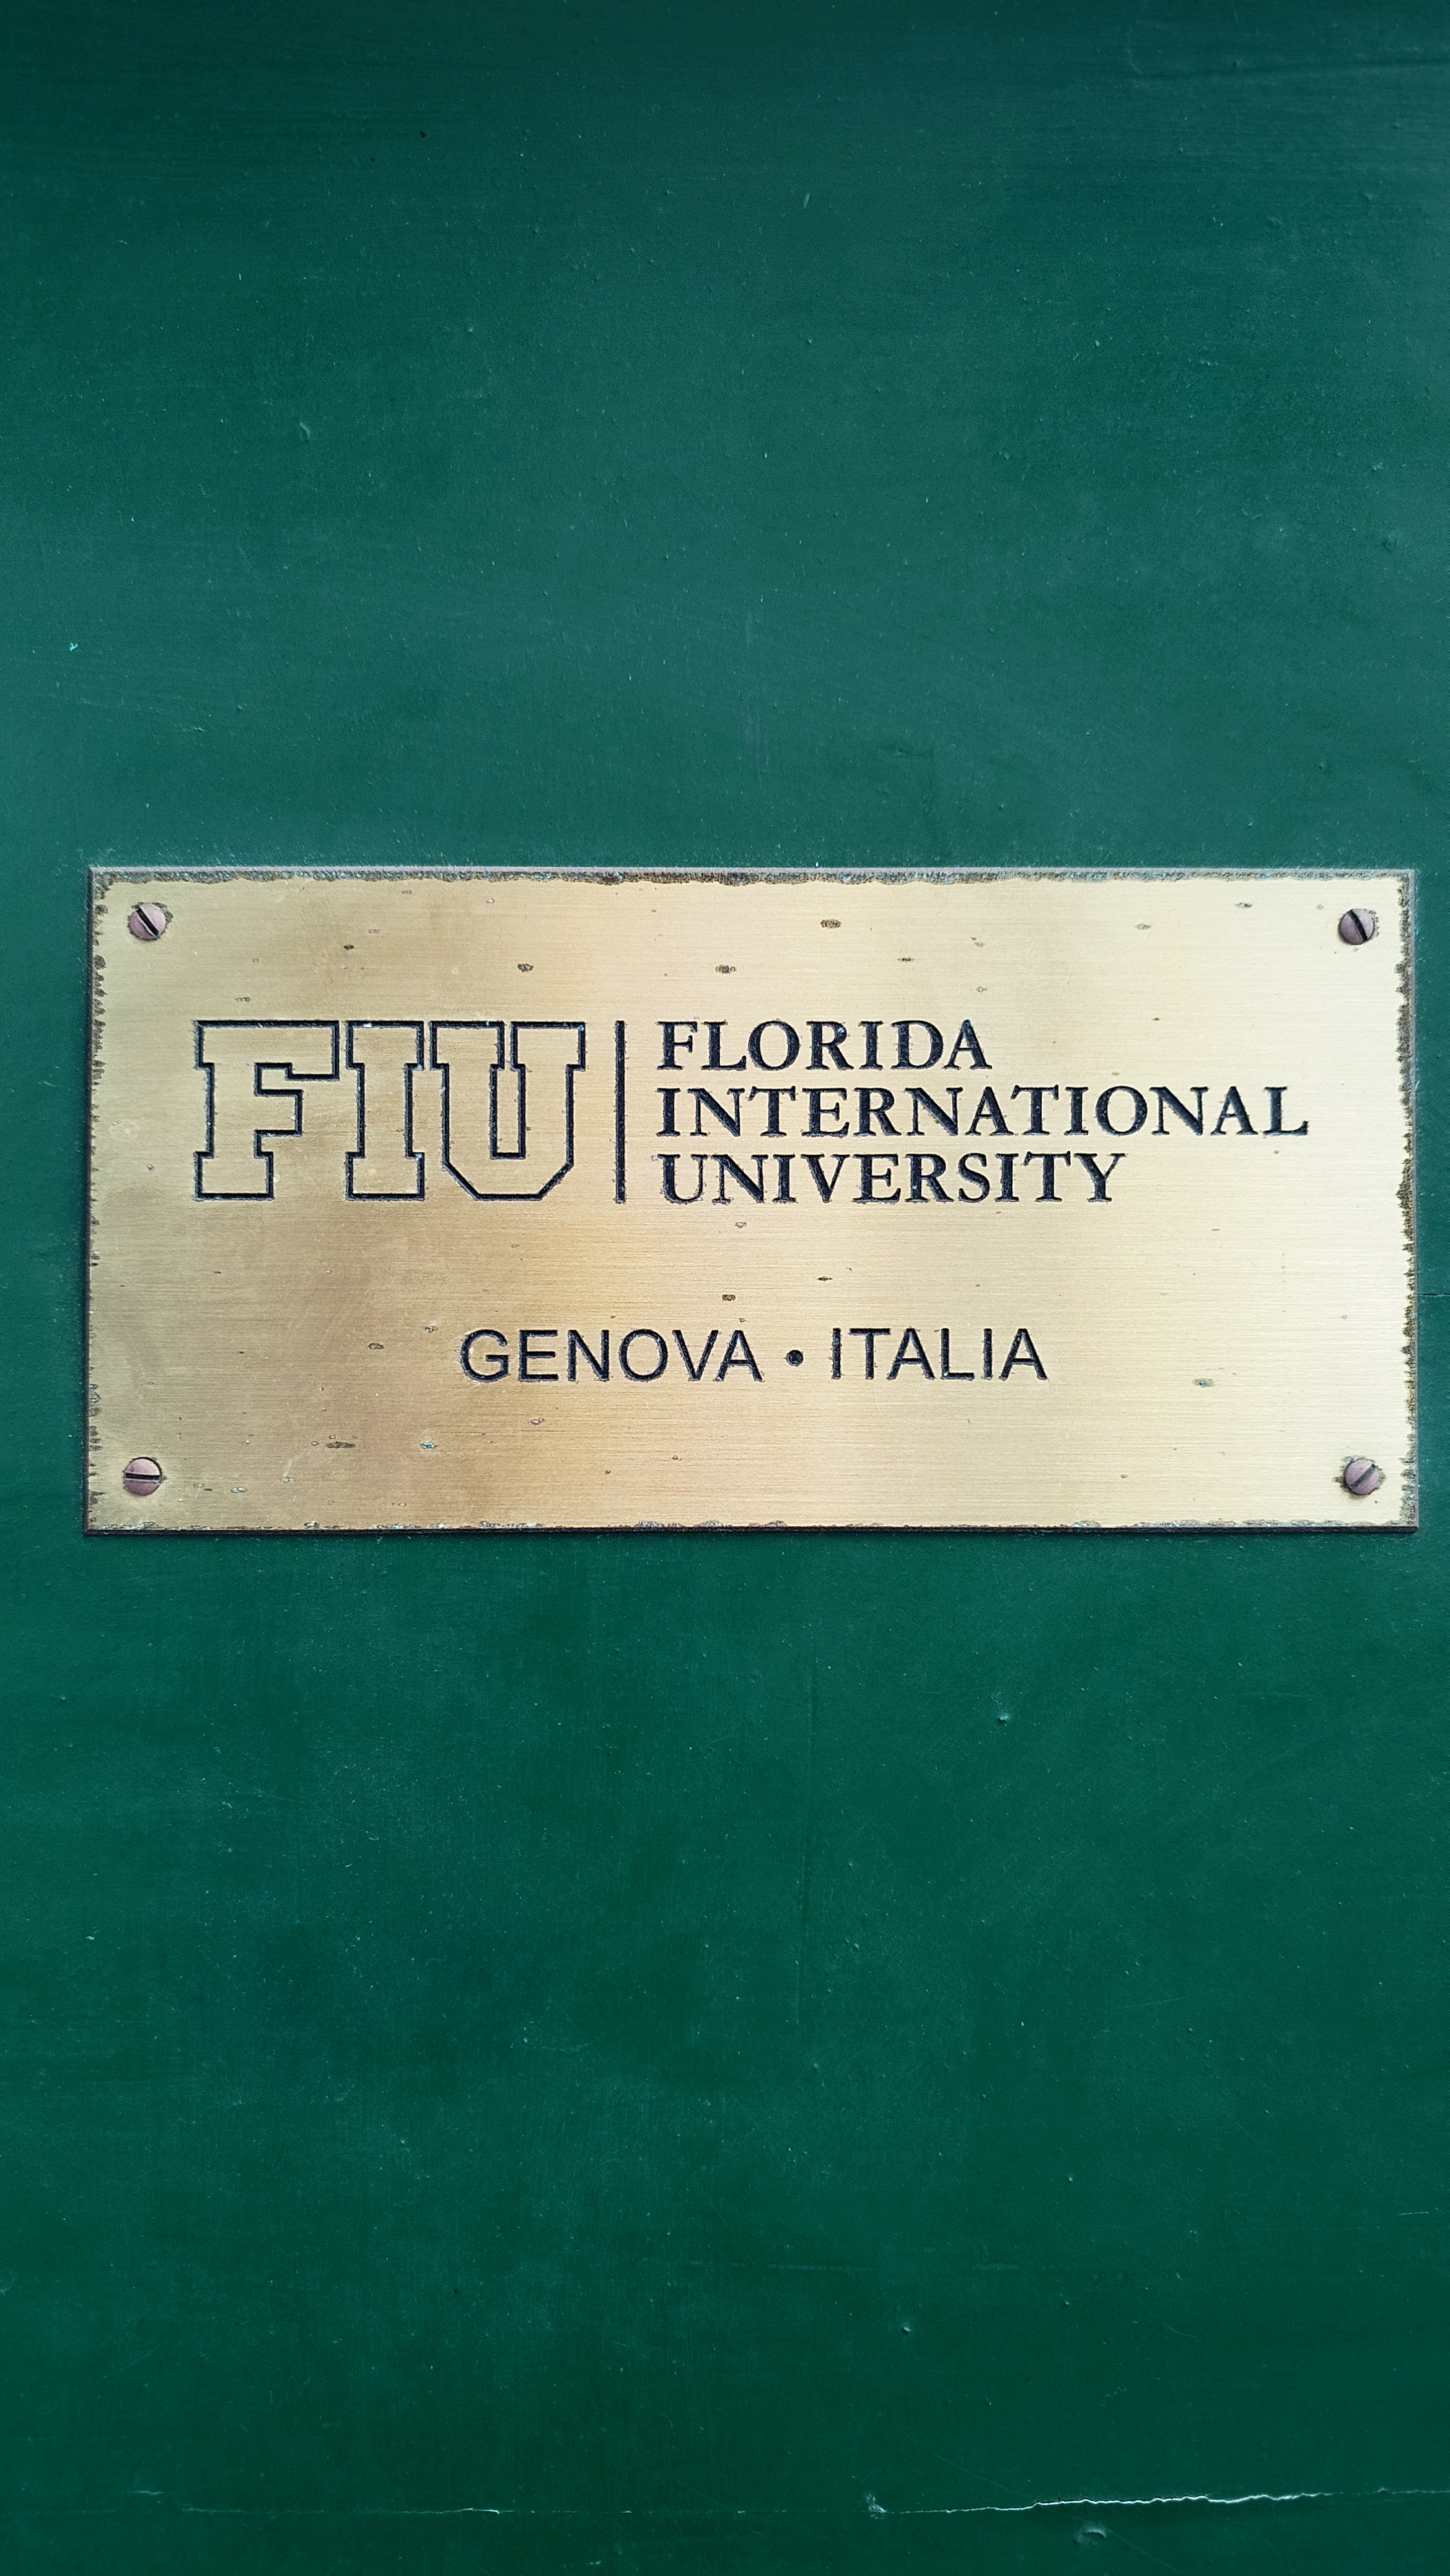 FIU
FLORIDA
INTERNATIONAL
UNIVERSITY
GENOVA • ITALIA